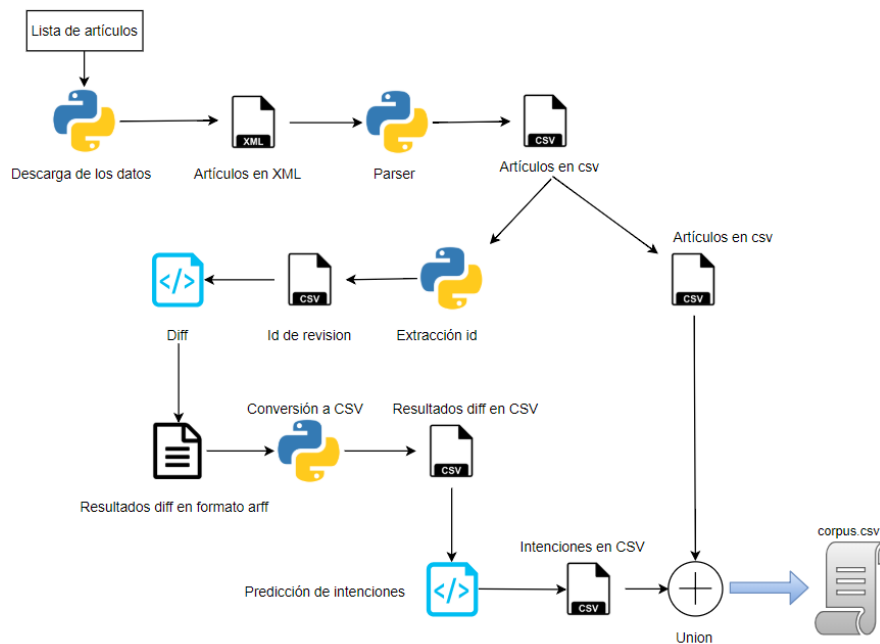 Lista de artículos
XML
CSV
Descarga de los datos
Artículos en XML
Parser
Artículos en csv
Artículos en csv
CSV
CSV
Diff
Id de revision
Extracción id
Conversión a CSV
Resultados diff en CSV
CSV
Resultados diff en formato arff
Intenciones en CSV
corpus.csv
Predicción de intenciones
CSV
Union